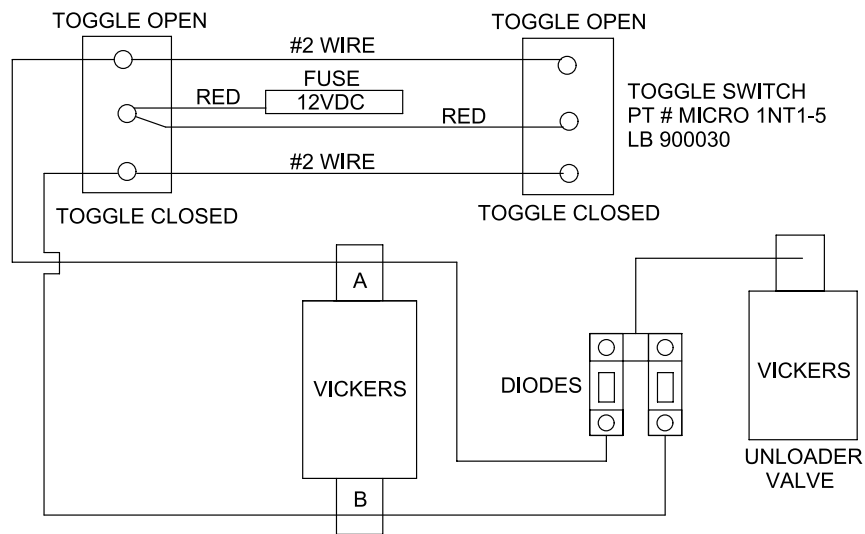 TOGGLE OPEN
TOGGLE OPEN
#2 WIRE
FUSE
RED
12VDC
RED
TOGGLE SWITCH
PT # MICRO 1NT1-5
LB 900030
#2 WIRE
TOGGLE CLOSED
TOGGLE CLOSED
A
VICKERS
DIODES
VICKERS
B
UNLOADER
VALVE